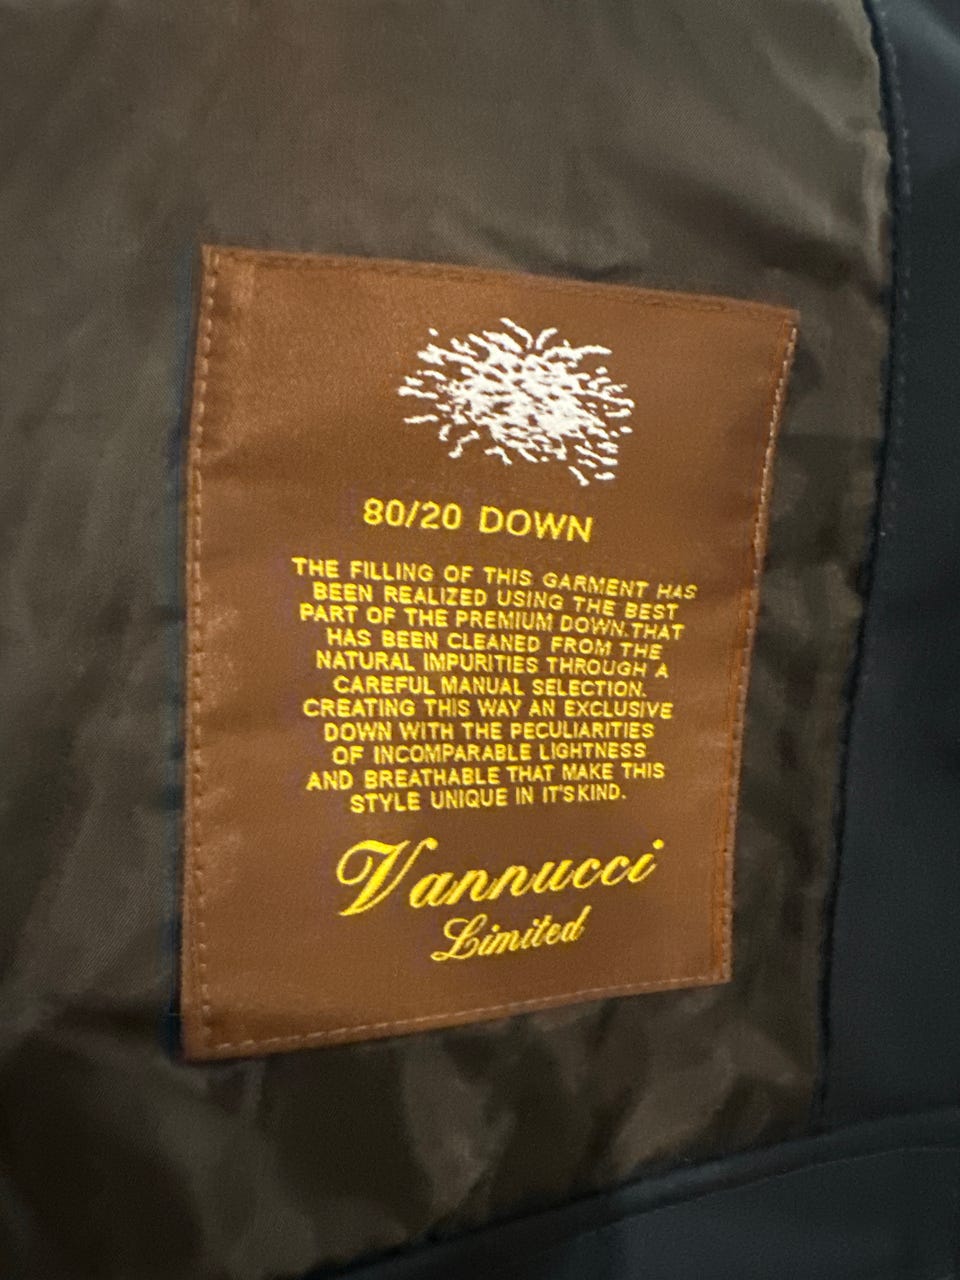 80/20 DOWN
THE FILLING OF THIS GARMENT HAS
BEEN REALIZED USING THE BEST
PART OF THE PREMIUM DOWN.THAT
HAS BEEN CLEANED FROM THE
NATURAL IMPURITIES THROUGH A
CAREFUL MANUAL SELECTION.
CREATING THIS WAY AN EXCLUSIVE
DOWN WITH THE PECULIARITIES
OF INCOMPARABLE LIGHTNESS
AND BREATHABLE THAT MAKE THIS
STYLE UNIQUE IN IT'S KIND.
Vannucci
Limited